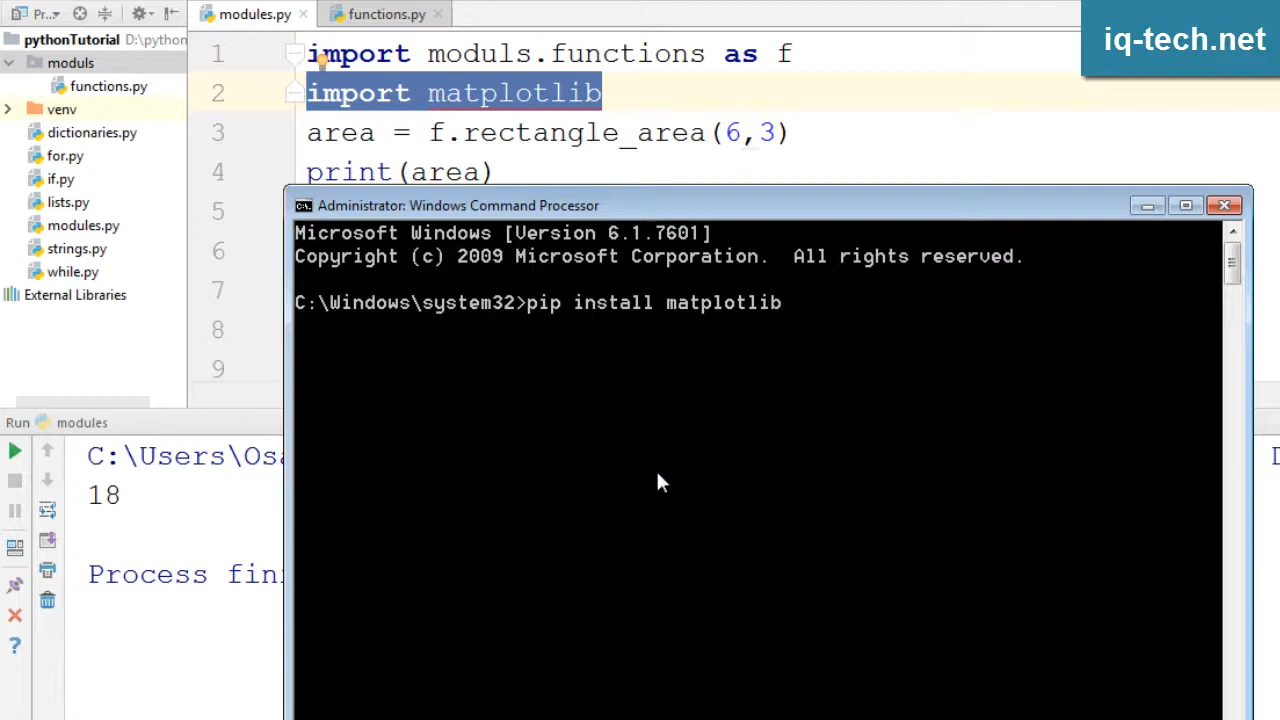 Pr...
modules.py
functions.py
iq-tech.net
pythonTutorial D:\python
moduls
functions.py
venv
dictionaries.py
for.py
if.py
lists.py
modules.py
strings.py
while.py
External Libraries
1 import moduls.functions as f
2 import matplotlib
3 area = f.rectangle_area(6,3)
4 print(area)
5
6
7
8
9
Administrator: Windows Command Processor
Microsoft Windows [Version 6.1.7601]
Copyright (c) 2009 Microsoft Corporation. All rights reserved.
C:\Windows\system32>pip install matplotlib
Run modules
C:\Users\Osa
18
Process fin